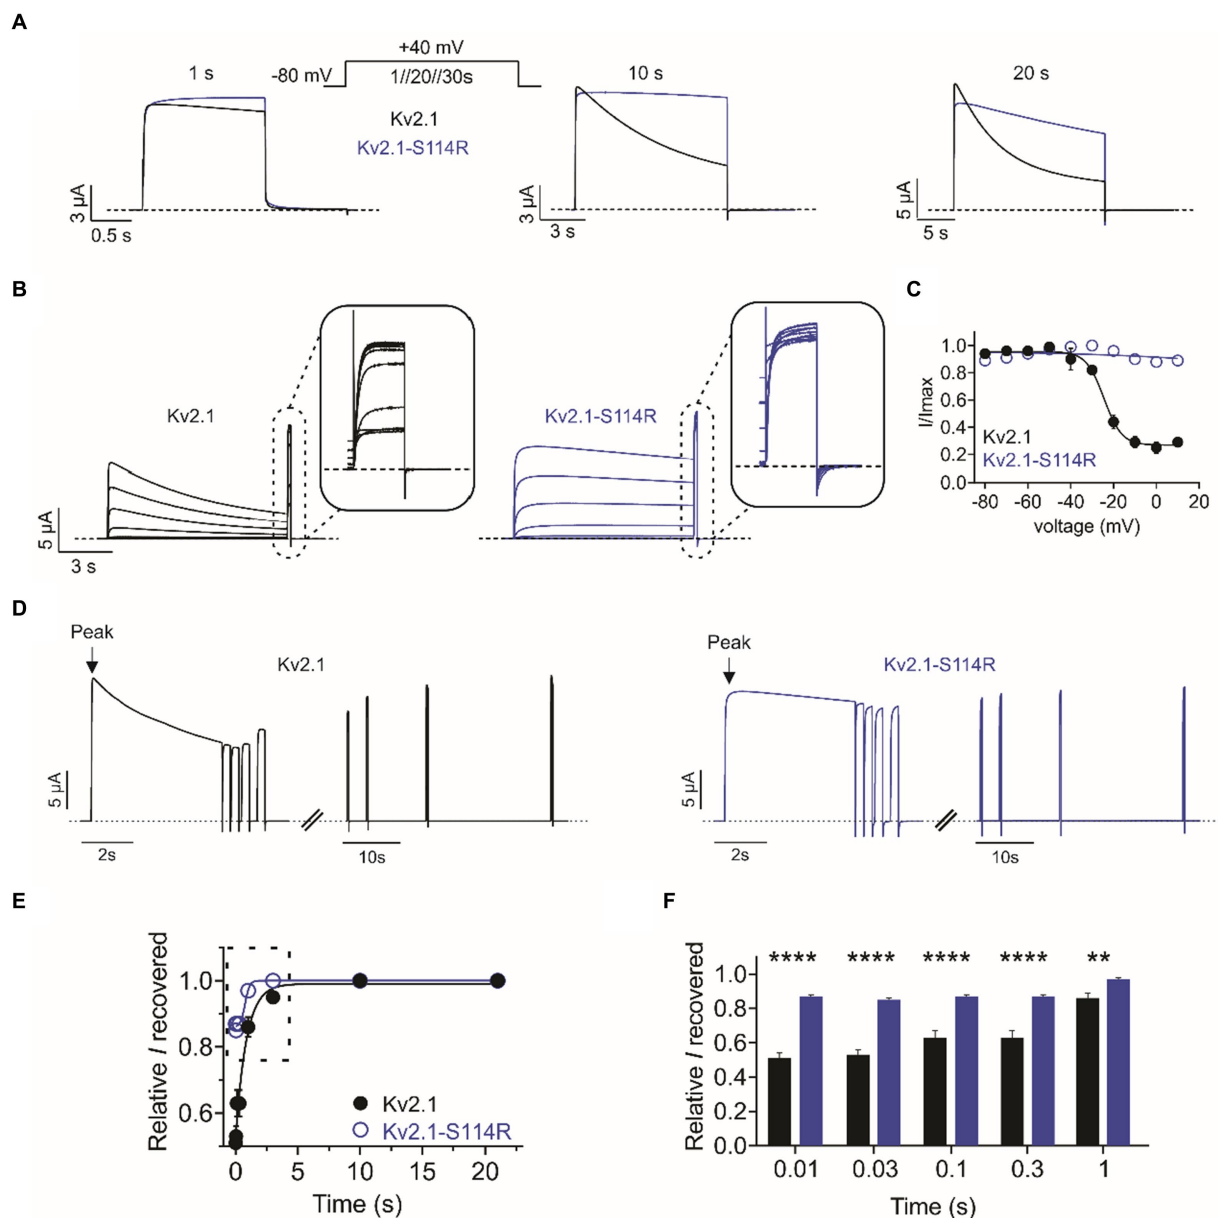 A
+40 mV
1 s
-80 mV
1//20//30s
10 s
20 s
Kv2.1
Kv2.1-S114R
3 µA
0.5 s
3 µA
3 s
5 µA
5 s
B
C
Kv2.1
Kv2.1-S114R
5 µA
3 s
I/Imax
1.0
0.8
0.6
0.4
0.2
0.0
Kv2.1
Kv2.1-S114R
-80 -60 -40 -20 0 20
voltage (mV)
D
Peak
Kv2.1
5 µA
2s
10s
Peak
Kv2.1-S114R
5 µA
2s
10s
E
Relative I recovered
1.0
0.8
0.6
Kv2.1
Kv2.1-S114R
0 5 10 15 20
Time (s)
F
Relative I recovered
1.0
0.8
0.6
0.4
0.2
0.0
**** **** **** **** **
0.01 0.03 0.1 0.3 1
Time (s)